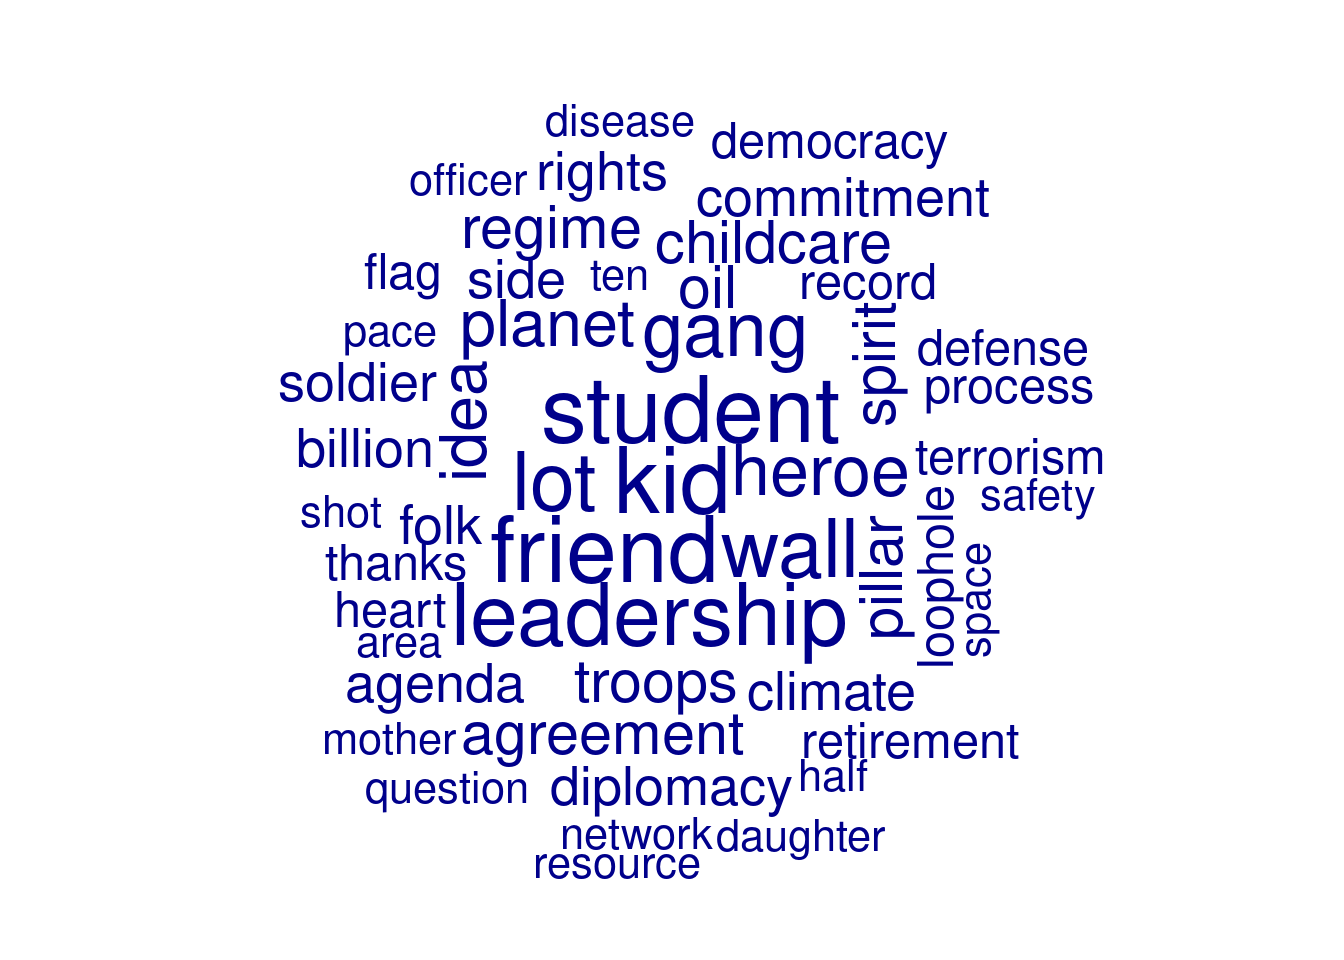 disease
democracy
officer rights
commitment
regime childcare
flag side ten oil record
pace planet gang spirit defense
soldier idea student process
billion lot kid heroe terrorism
safety
shot folk friend wall pillar loophole space
thanks
heart leadership
area
agenda troops climate
mother agreement retirement
question diplomacy half
network daughter
resource